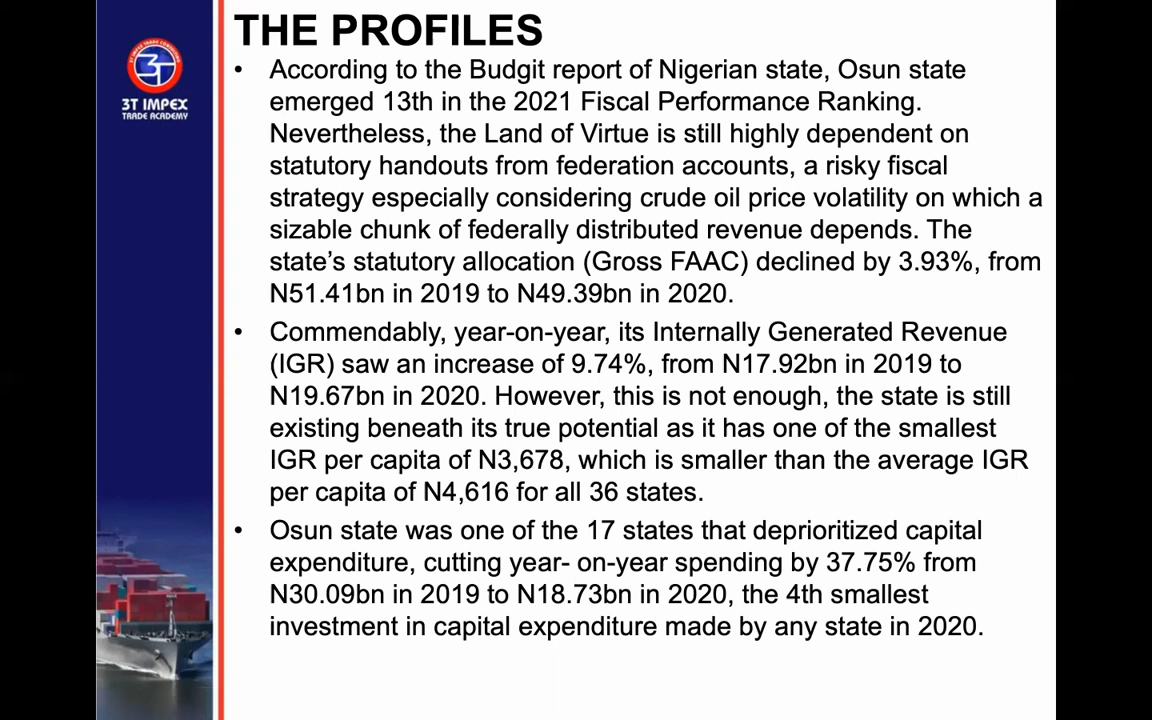 THE PROFILES
3T IMPEX TRADE CONSULTING
3T
3T IMPEX
TRADE ACADEMY
• According to the Budgit report of Nigerian state, Osun state
emerged 13th in the 2021 Fiscal Performance Ranking.
Nevertheless, the Land of Virtue is still highly dependent on
statutory handouts from federation accounts, a risky fiscal
strategy especially considering crude oil price volatility on which a
sizable chunk of federally distributed revenue depends. The
state’s statutory allocation (Gross FAAC) declined by 3.93%, from
N51.41bn in 2019 to N49.39bn in 2020.
• Commendably, year-on-year, its Internally Generated Revenue
(IGR) saw an increase of 9.74%, from N17.92bn in 2019 to
N19.67bn in 2020. However, this is not enough, the state is still
existing beneath its true potential as it has one of the smallest
IGR per capita of N3,678, which is smaller than the average IGR
per capita of N4,616 for all 36 states.
• Osun state was one of the 17 states that deprioritized capital
expenditure, cutting year- on-year spending by 37.75% from
N30.09bn in 2019 to N18.73bn in 2020, the 4th smallest
investment in capital expenditure made by any state in 2020.